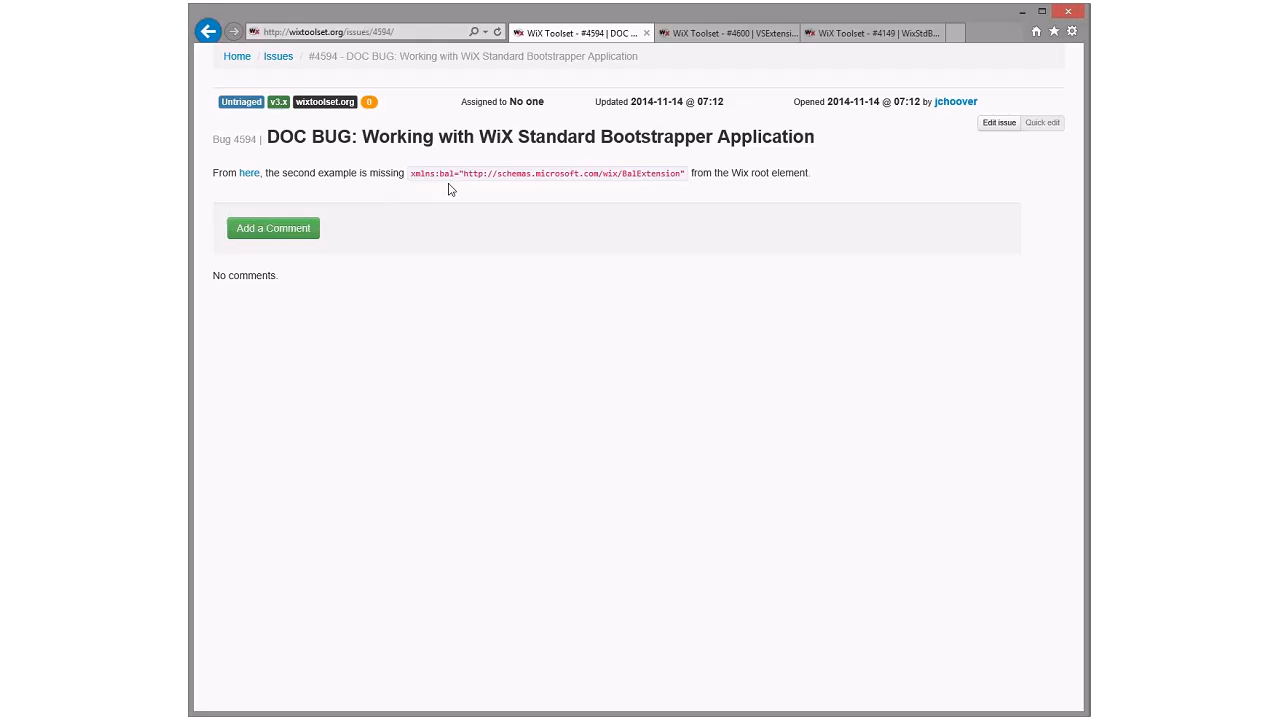 http://wixtoolset.org/issues/4594/
WiX Toolset - #4594 | DOC ...
WiX Toolset - #4600 | VSExtensi...
WiX Toolset - #4149 | WixStdB...
Home / Issues / #4594 - DOC BUG: Working with WiX Standard Bootstrapper Application
Untriaged v3.x wixtoolset.org 0 Assigned to No one Updated 2014-11-14 @ 07:12 Opened 2014-11-14 @ 07:12 by jchoover
Edit issue Quick edit
Bug 4594 | DOC BUG: Working with WiX Standard Bootstrapper Application
From here, the second example is missing xmlns:bal="http://schemas.microsoft.com/wix/BalExtension" from the Wix root element.
Add a Comment
No comments.